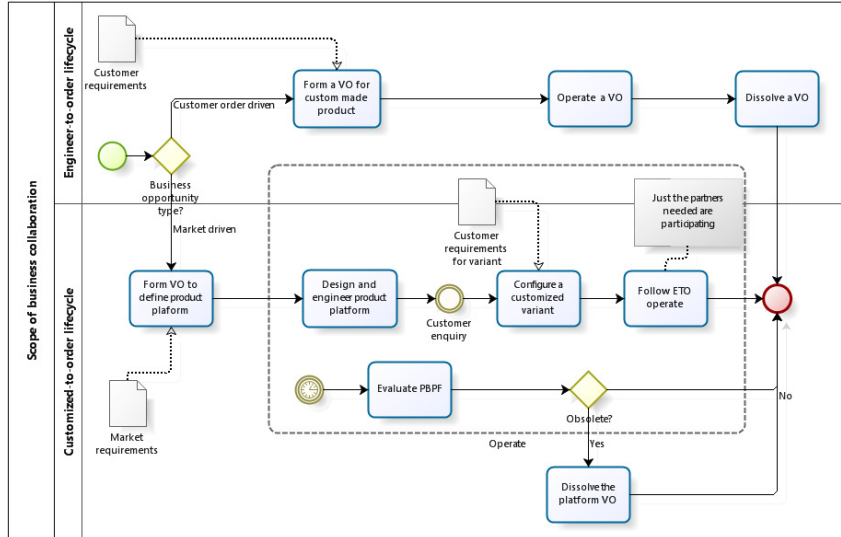 Scope of business collaboration
Engineer-to-order lifecycle
Customer
requirements
Form a VO for
custom made
product
Operate a VO
Dissolve a VO
Customer order driven
Business
opportunity
type?
Market driven
Customized-to-order lifecycle
Customer
requirements
for variant
Just the partners
needed are
participating
Form VO to
define product
plaform
Design and
engineer product
platform
Customer
enquiry
Configure a
customized
variant
Follow ETO
operate
Market
requirements
Evaluate PBPF
Obsolete?
No
Operate
Yes
Dissolve the
platform VO